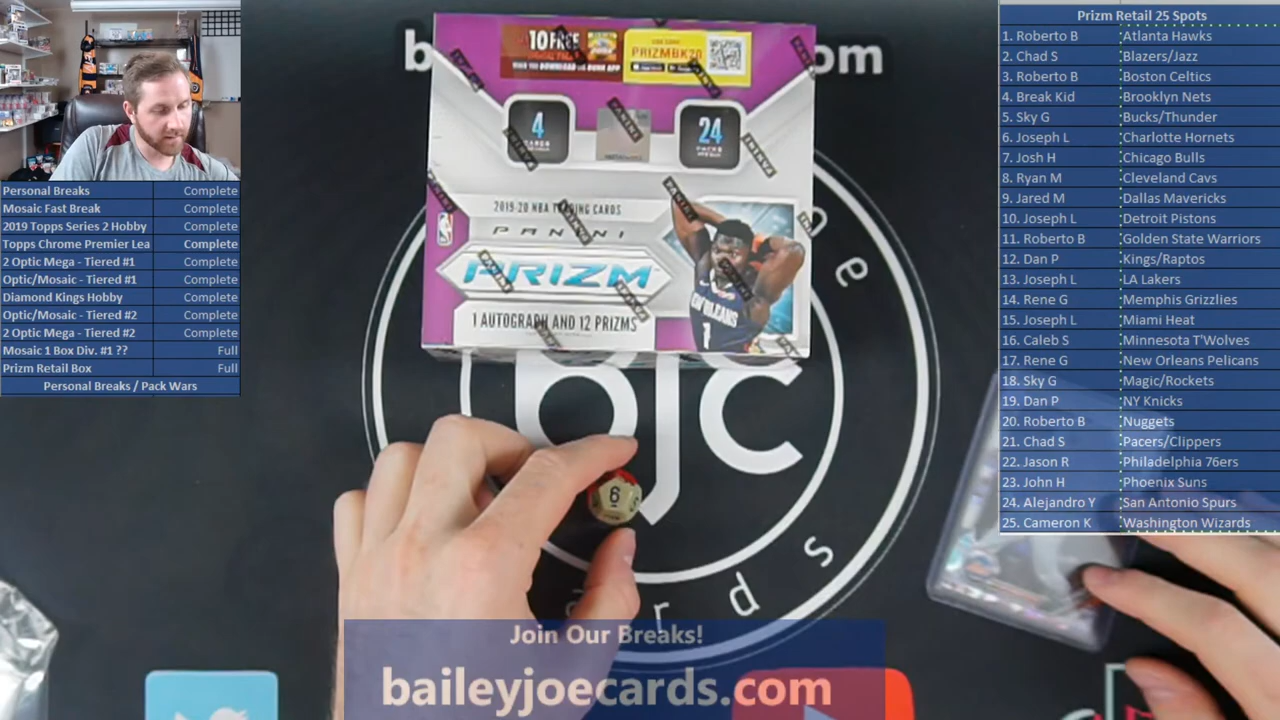 Personal Breaks Complete
Mosaic Fast Break Complete
2019 Topps Series 2 Hobby Complete
Topps Chrome Premier Lea Complete
2 Optic Mega - Tiered #1 Complete
Optic/Mosaic - Tiered #1 Complete
Diamond Kings Hobby Complete
Optic/Mosaic - Tiered #2 Complete
2 Optic Mega - Tiered #2 Complete
Mosaic 1 Box Div. #1 ?? Full
Prizm Retail Box Full
Personal Breaks / Pack Wars
10 FREE
PRIZMBK20
4
24
2019-20 NBA TRADING CARDS
PANINI
PRIZM
1 AUTOGRAPH AND 12 PRIZMS
NEW ORLEANS
1
bjc
6
Join Our Breaks!
baileyjoecards.com
Prizm Retail 25 Spots
1. Roberto B Atlanta Hawks
2. Chad S Blazers/Jazz
3. Roberto B Boston Celtics
4. Break Kid Brooklyn Nets
5. Sky G Bucks/Thunder
6. Joseph L Charlotte Hornets
7. Josh H Chicago Bulls
8. Ryan M Cleveland Cavs
9. Jared M Dallas Mavericks
10. Joseph L Detroit Pistons
11. Roberto B Golden State Warriors
12. Dan P Kings/Raptos
13. Joseph L LA Lakers
14. Rene G Memphis Grizzlies
15. Joseph L Miami Heat
16. Caleb S Minnesota T'Wolves
17. Rene G New Orleans Pelicans
18. Sky G Magic/Rockets
19. Dan P NY Knicks
20. Roberto B Nuggets
21. Chad S Pacers/Clippers
22. Jason R Philadelphia 76ers
23. John H Phoenix Suns
24. Alejandro Y San Antonio Spurs
25. Cameron K Washington Wizards